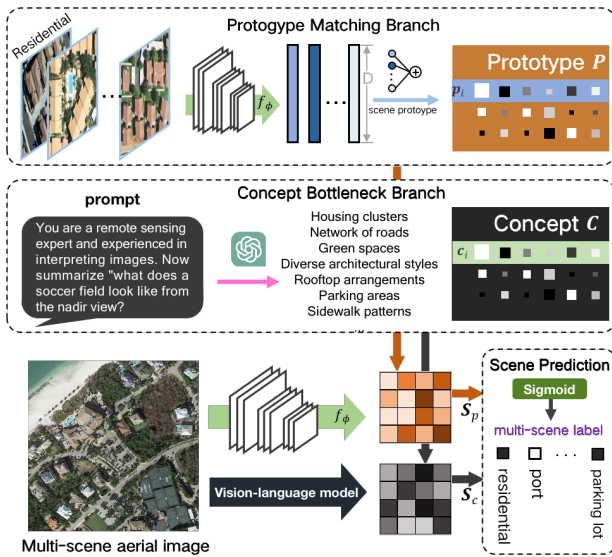 Protogype Matching Branch
Residential
...
f_ϕ
...
D
scene protoype
Prototype P
p_i
Concept Bottleneck Branch
prompt
You are a remote sensing
expert and experienced in
interpreting images. Now
summarize "what does a
soccer field look like from
the nadir view?
Housing clusters
Network of roads
Green spaces
Diverse architectural styles
Rooftop arrangements
Parking areas
Sidewalk patterns
...
Concept C
c_i
f_ϕ
Vision-language model
Multi-scene aerial image
S_p
S_c
Scene Prediction
Sigmoid
multi-scene label
residential
port
. . .
parking lot